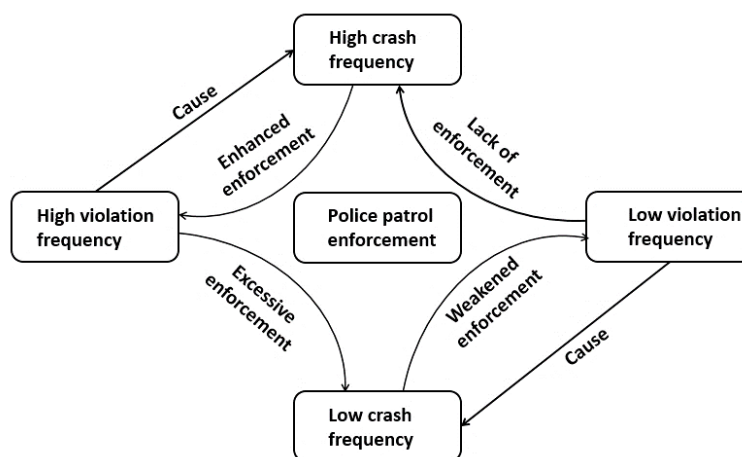 High crash
frequency
Cause
Enhanced
enforcement
Lack of
enforcement
High violation
frequency
Police patrol
enforcement
Low violation
frequency
Excessive
enforcement
Weakened
enforcement
Cause
Low crash
frequency